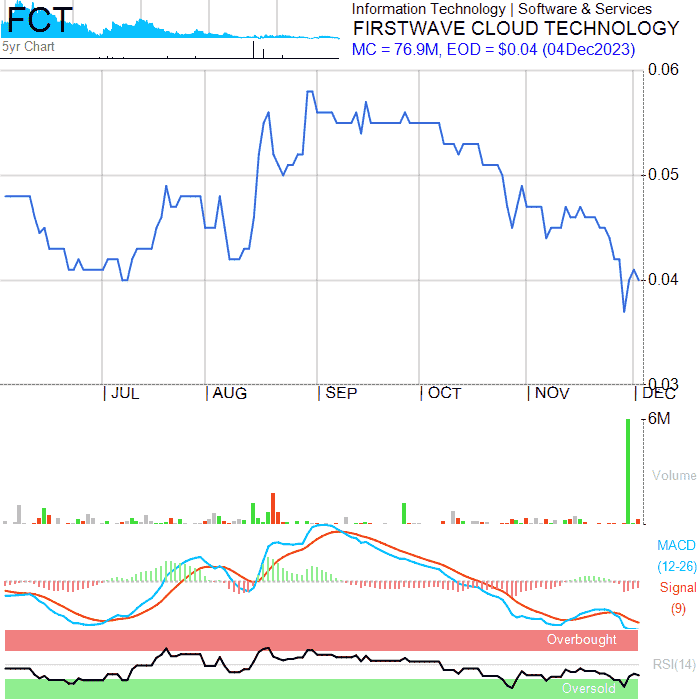 FCT
5yr Chart
Information Technology | Software & Services
FIRSTWAVE CLOUD TECHNOLOGY
MC = 76.9M, EOD = $0.04 (04Dec2023)
0.06
0.05
0.04
0.03
JUL AUG SEP OCT NOV DEC
6M
Volume
MACD
(12-26)
Signal
(9)
Overbought
RSI(14)
Oversold